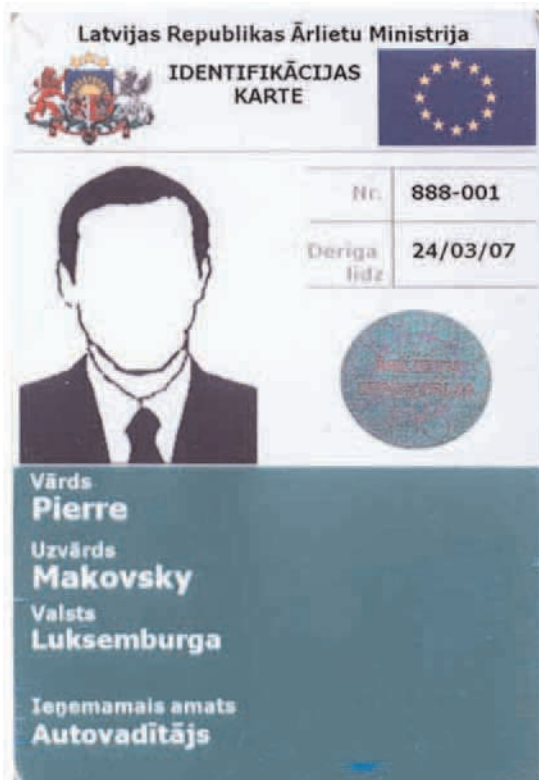 Latvijas Republikas Ārlietu Ministrija
IDENTIFIKĀCIJAS
KARTE
Nr. 888-001
Derīga
līdz 24/03/07
Vārds
Pierre
Uzvārds
Makovsky
Valsts
Luksemburga
Ieņemamais amats
Autovadītājs